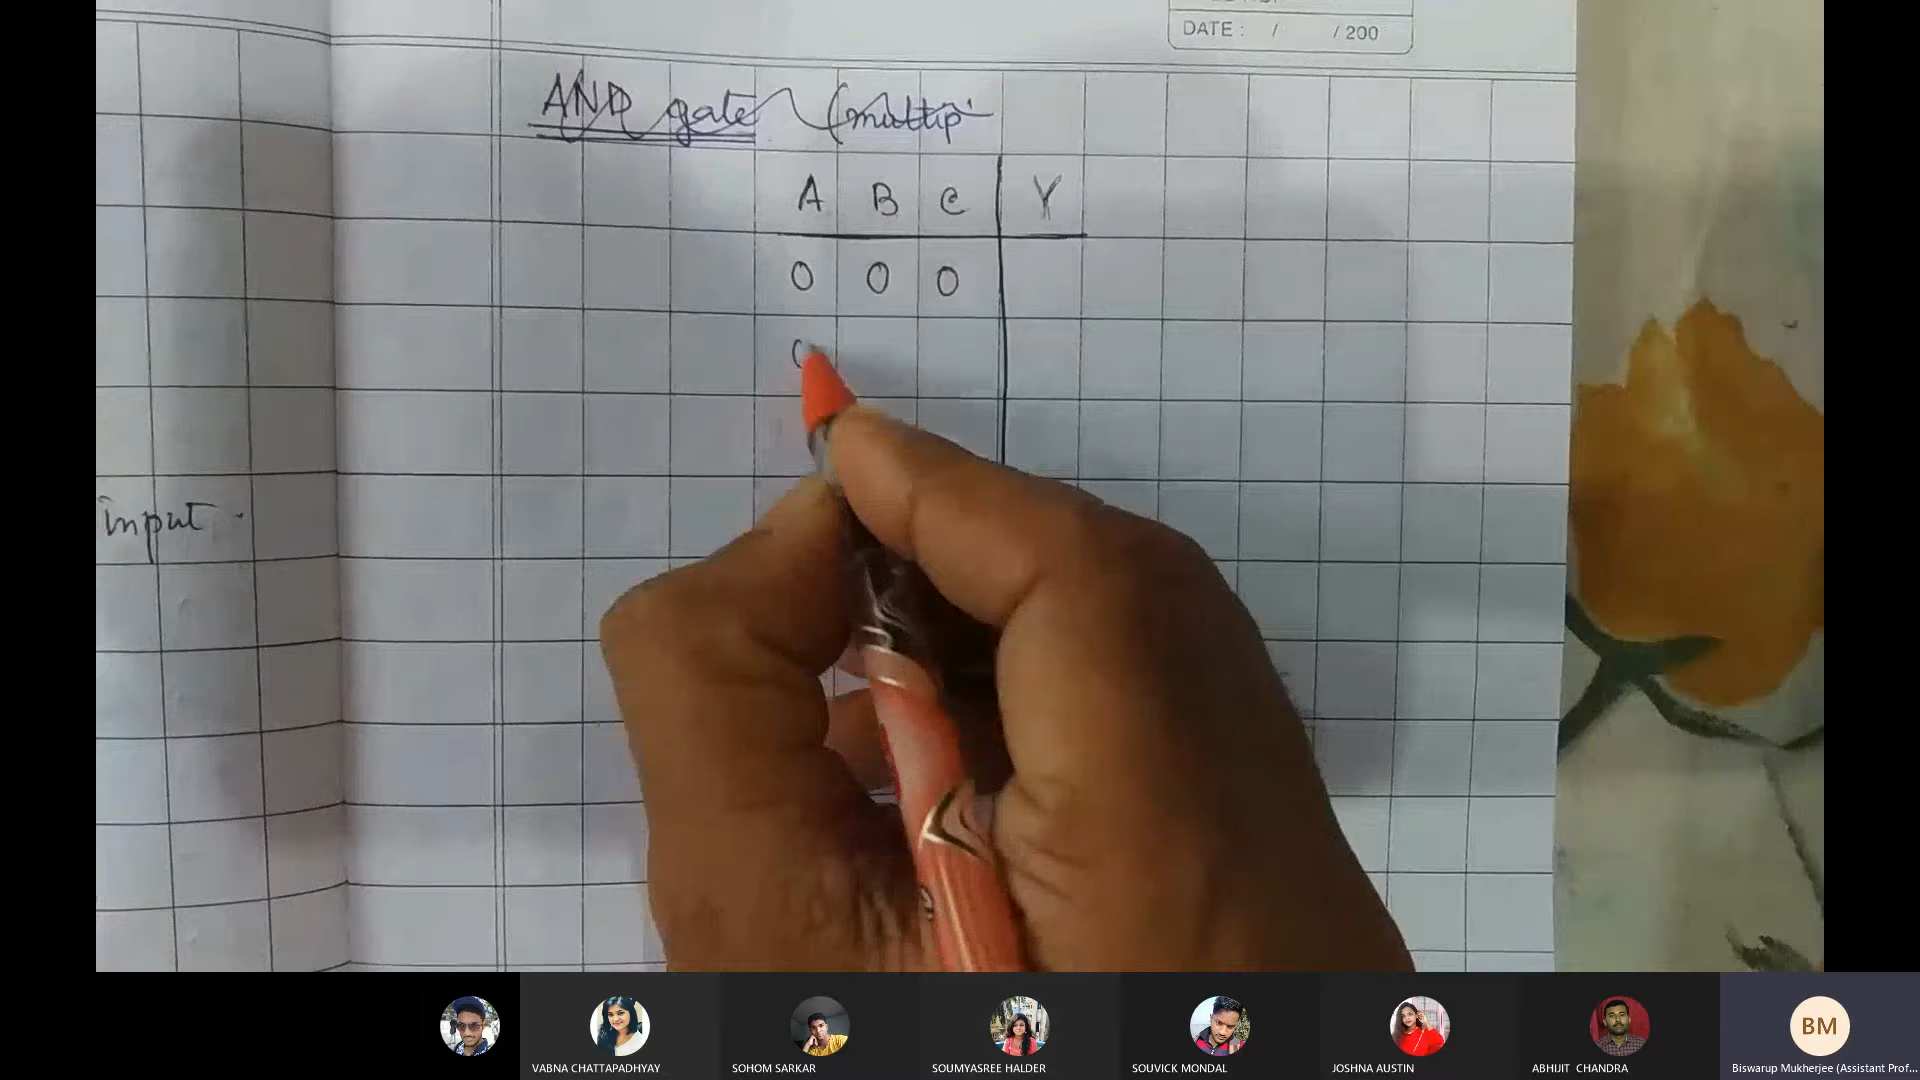 DATE : / / 200
AND gate (multip
A B C Y
0 0 0
0
input.
VABNA CHATTAPADHYAY
SOHOM SARKAR
SOUMYASREE HALDER
SOUVICK MONDAL
JOSHNA AUSTIN
ABHIJIT CHANDRA
BM
Biswarup Mukherjee (Assistant Prof...